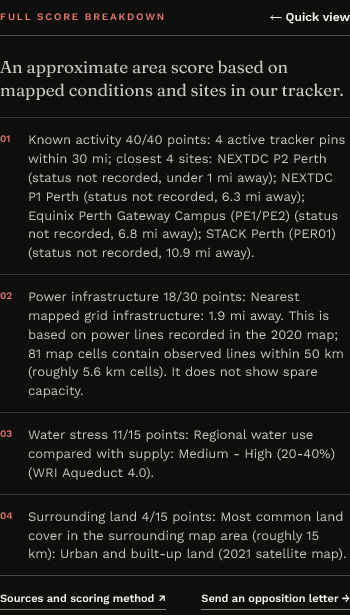 FULL SCORE BREAKDOWN
← Quick view
An approximate area score based on
mapped conditions and sites in our tracker.
01
Known activity 40/40 points: 4 active tracker pins
within 30 mi; closest 4 sites: NEXTDC P2 Perth
(status not recorded, under 1 mi away); NEXTDC
P1 Perth (status not recorded, 6.3 mi away);
Equinix Perth Gateway Campus (PE1/PE2) (status
not recorded, 6.8 mi away); STACK Perth (PER01)
(status not recorded, 10.9 mi away).
02
Power infrastructure 18/30 points: Nearest
mapped grid infrastructure: 1.9 mi away. This is
based on power lines recorded in the 2020 map;
81 map cells contain observed lines within 50 km
(roughly 5.6 km cells). It does not show spare
capacity.
03
Water stress 11/15 points: Regional water use
compared with supply: Medium - High (20-40%)
(WRI Aqueduct 4.0).
04
Surrounding land 4/15 points: Most common land
cover in the surrounding map area (roughly 15
km): Urban and built-up land (2021 satellite map).
Sources and scoring method ↗
Send an opposition letter →